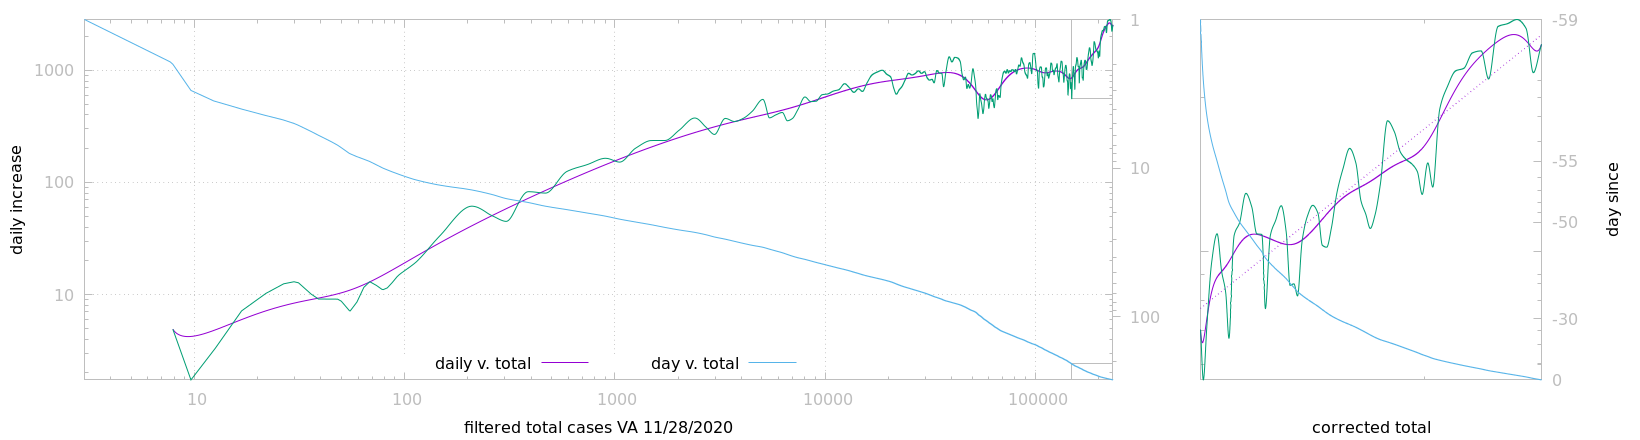 1000
100
10
daily increase
10
100
1000
10000
100000
filtered total cases VA 11/28/2020
daily v. total
day v. total
1
10
100
-59
-55
-50
-30
0
day since
corrected total